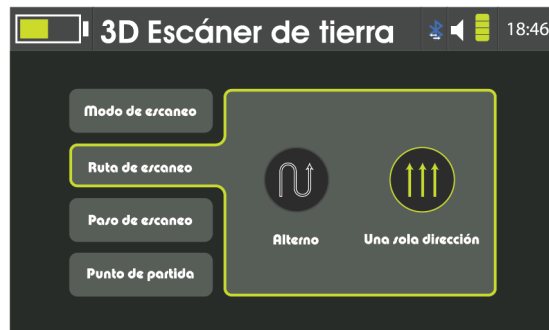 3D Escáner de tierra
18:46
Modo de escaneo
Ruta de escaneo
Paso de escaneo
Punto de partida
Alterno
Una sola dirección